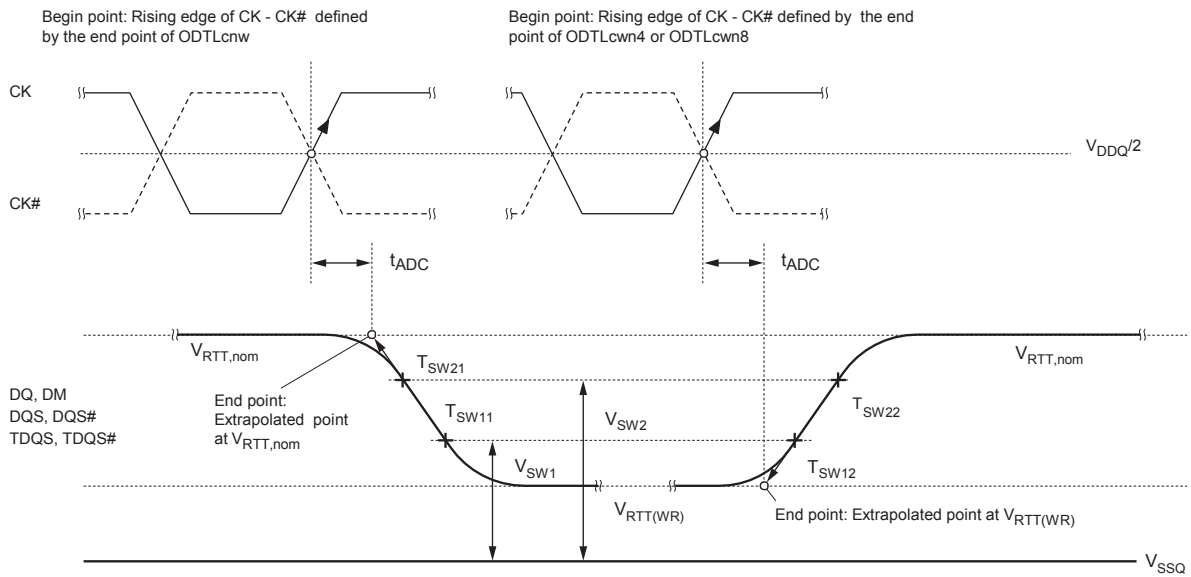 Begin point: Rising edge of CK - CK# defined
by the end point of ODTLcnw
Begin point: Rising edge of CK - CK# defined by the end
point of ODTLcwn4 or ODTLcwn8
CK
VDDQ/2
CK#
tADC
tADC
VRTT,nom
VRTT,nom
TSW21
DQ, DM
DQS, DQS#
TDQS, TDQS#
End point:
Extrapolated point
at VRTT,nom
TSW11
VSW2
TSW22
VSW1
TSW12
VRTT(WR)
End point: Extrapolated point at VRTT(WR)
VSSQ